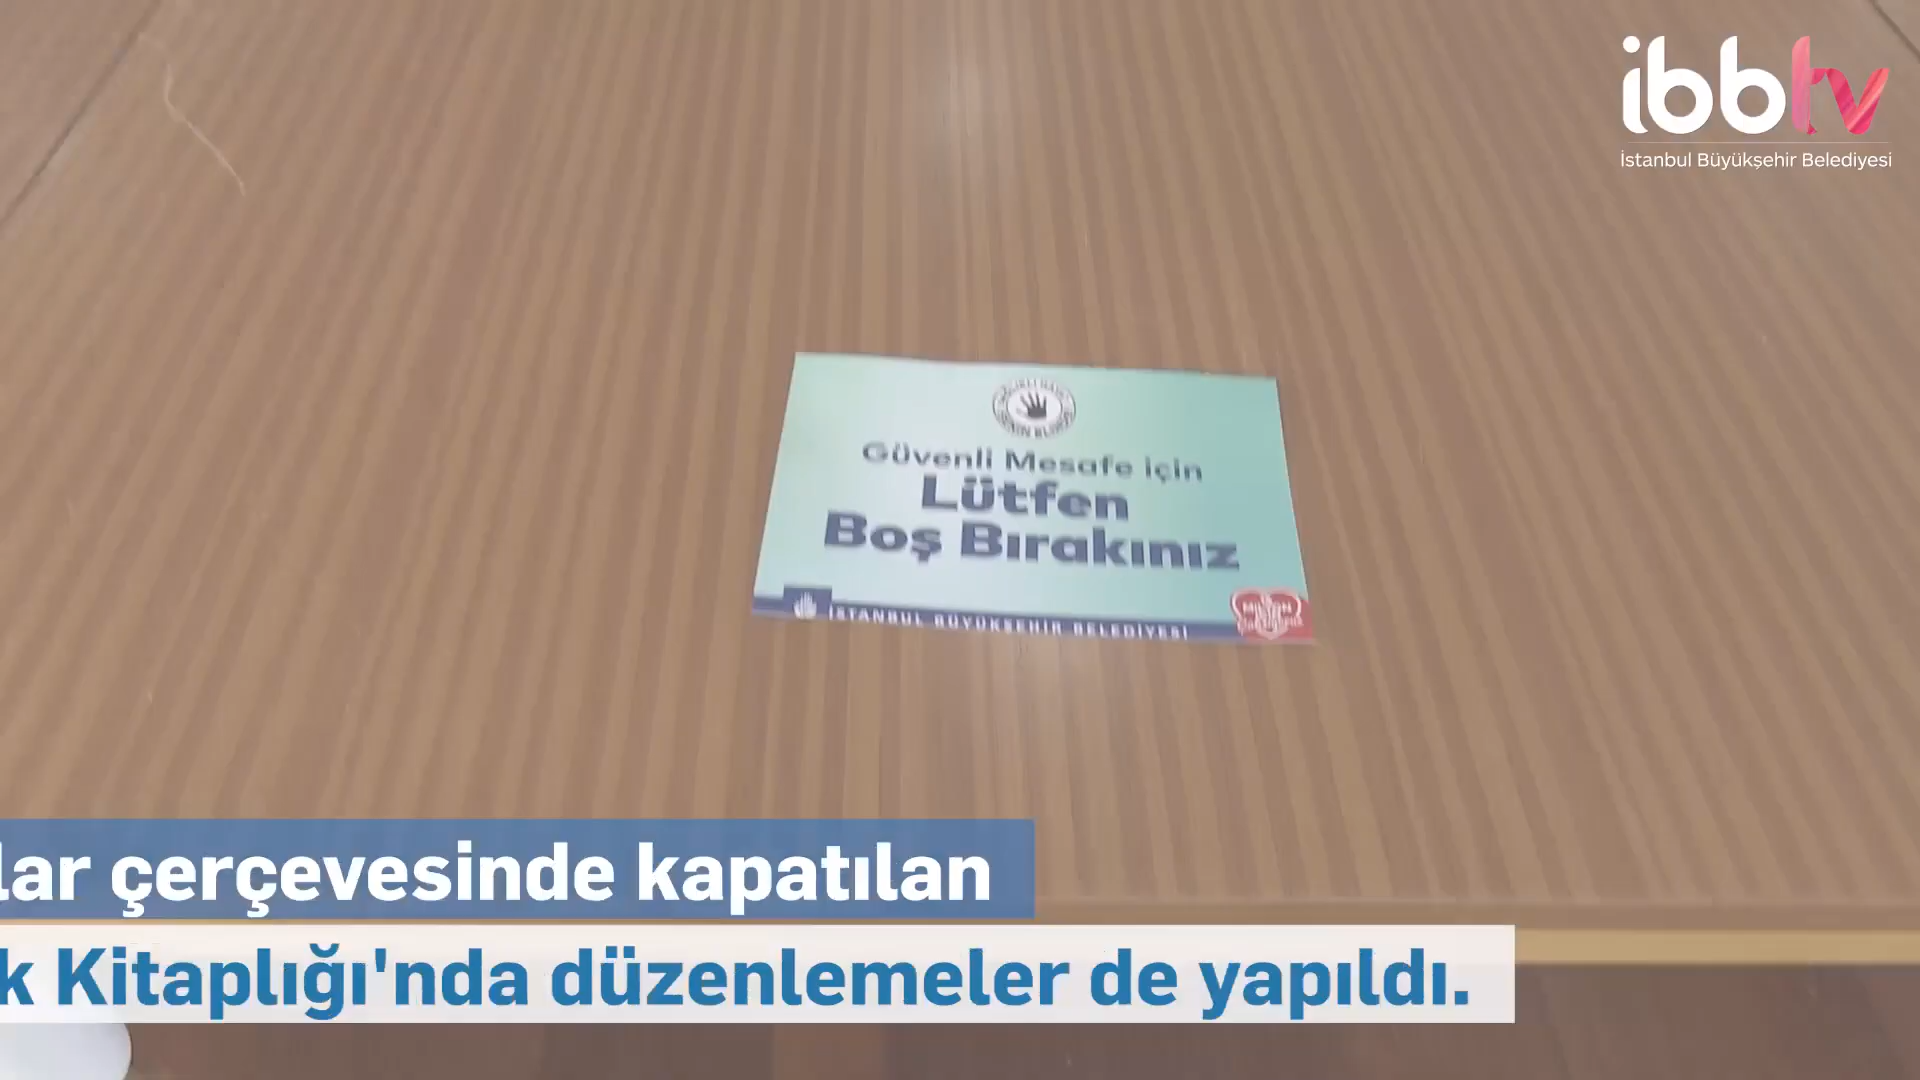 ibbtv
İstanbul Büyükşehir Belediyesi
Güvenli Mesafe için
Lütfen
Boş Bırakınız
İSTANBUL BÜYÜKŞEHİR BELEDİYESİ
lar çerçevesinde kapatılan
k Kitaplığı'nda düzenlemeler de yapıldı.